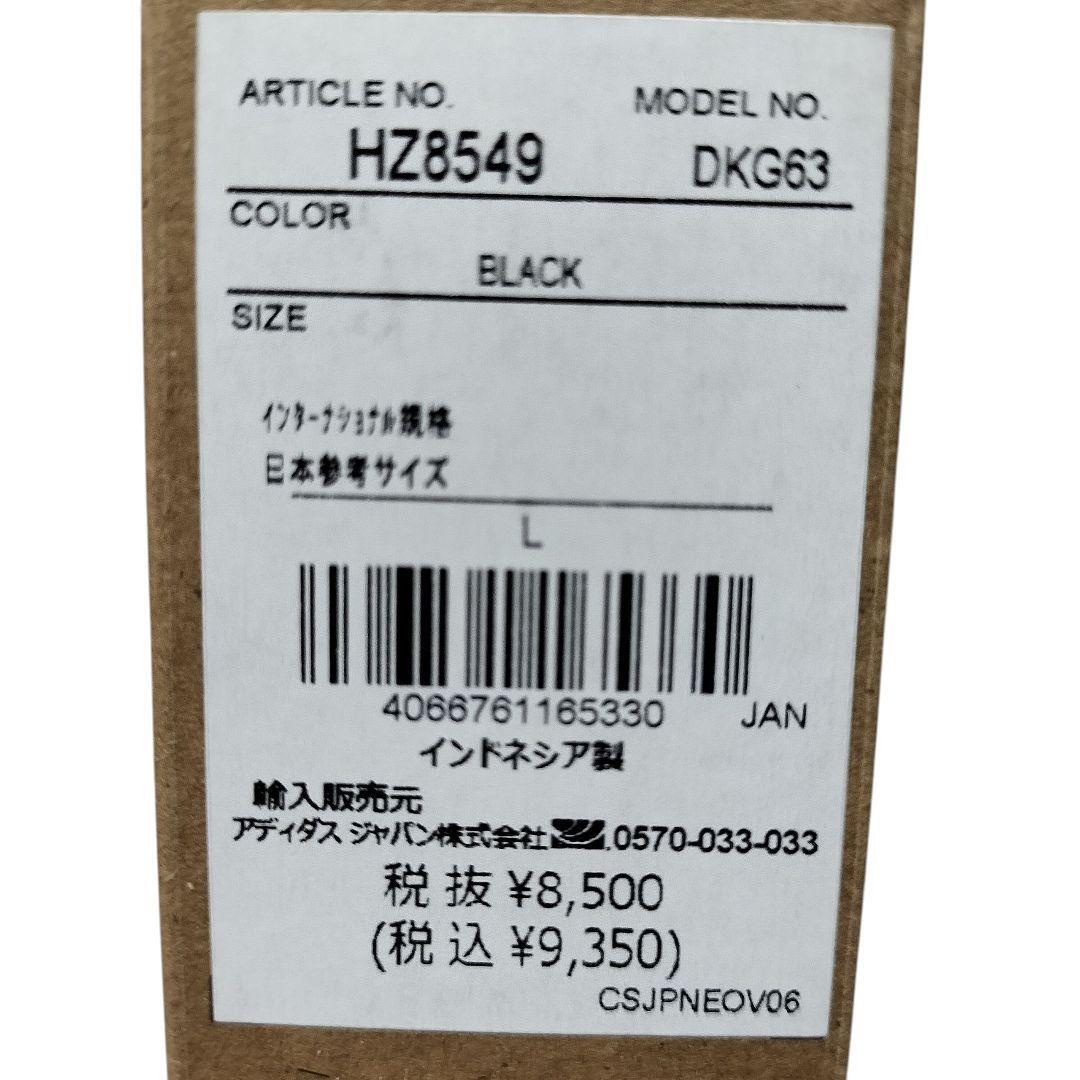 ARTICLE NO. MODEL NO.
HZ8549 DKG63
COLOR
BLACK
SIZE
インターナショナル規格
日本参考サイズ
L
4066761165330 JAN
インドネシア製
輸入販売元
アディダス ジャパン株式会社 .0570-033-033
税 抜 ¥8,500
(税 込 ¥9,350)
CSJPNEOV06